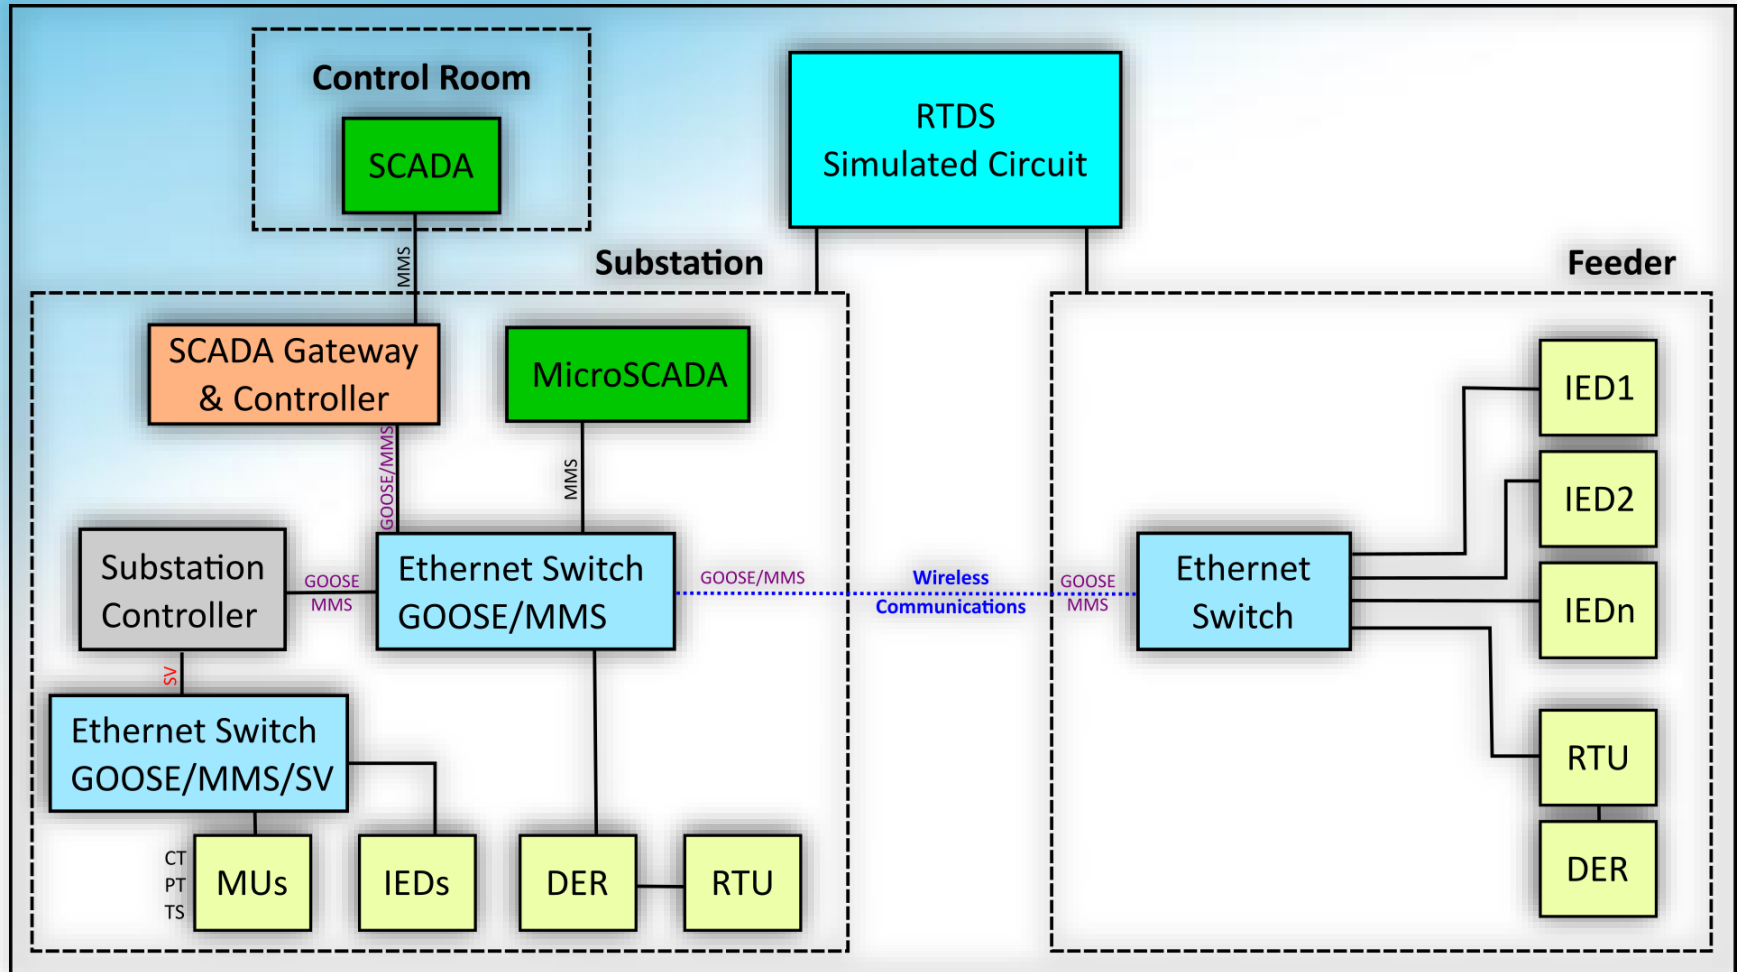 Control Room
SCADA
RTDS
Simulated Circuit
MMS
Substation
Feeder
SCADA Gateway
& Controller
MicroSCADA
GOOSE/MMS
MMS
Substation
Controller
GOOSE
MMS
Ethernet Switch
GOOSE/MMS
GOOSE/MMS
Wireless
Communications
GOOSE
MMS
Ethernet
Switch
IED1
IED2
IEDn
RTU
DER
SV
Ethernet Switch
GOOSE/MMS/SV
CT
PT
TS
MUs
IEDs
DER
RTU